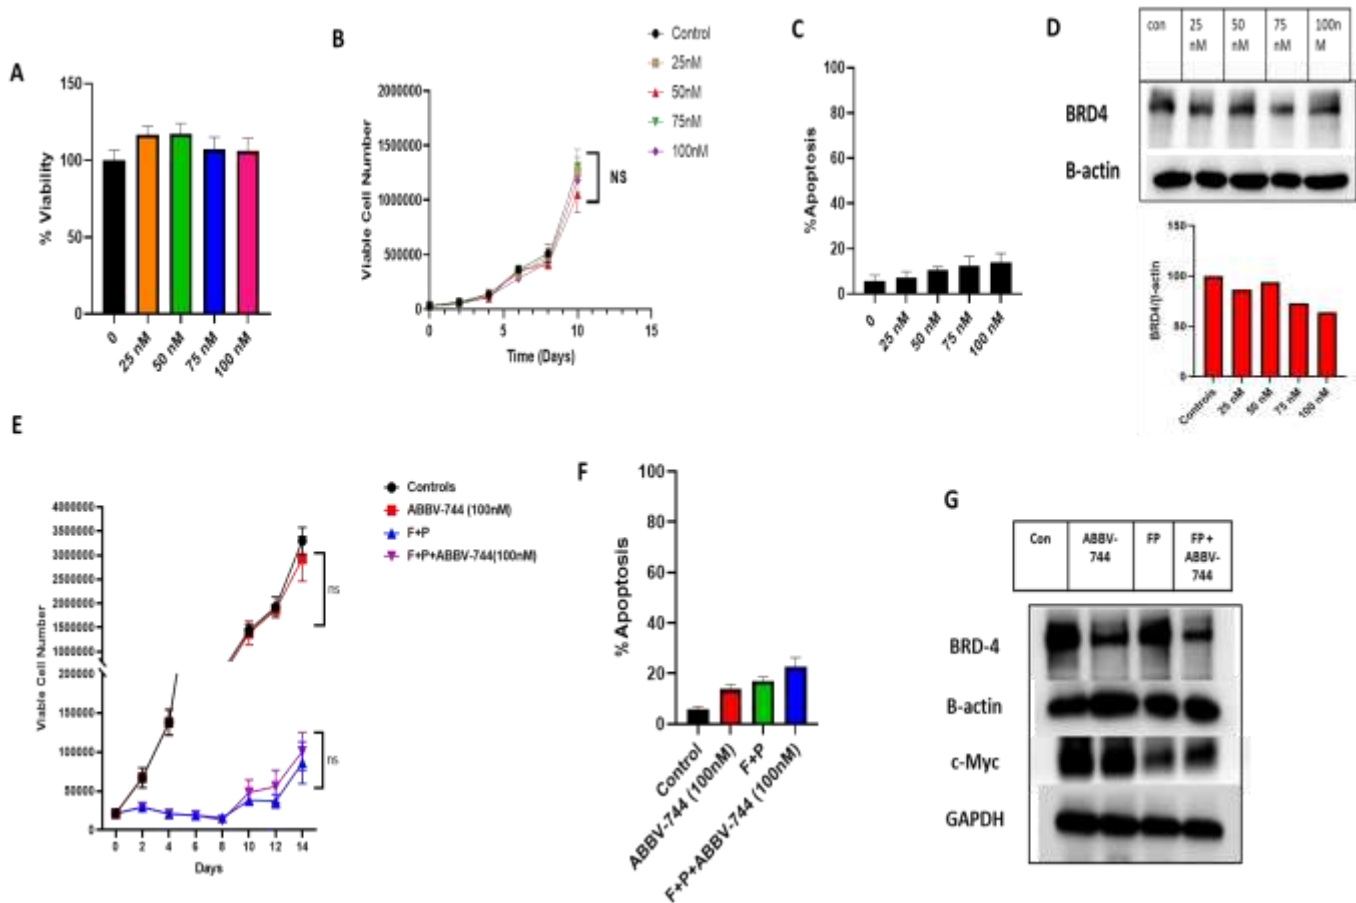 A
% Viability
150
100
50
0
0
25 nM
50 nM
75 nM
100 nM
B
Control
25nM
50nM
75nM
100nM
Viable Cell Number
2000000
1500000
1000000
500000
0
NS
0
5
10
15
Time (Days)
C
%Apoptosis
100
80
60
40
20
0
0
25 nM
50 nM
75 nM
100 nM
D
con
25 nM
50 nM
75 nM
100n M
BRD4
B-actin
BRD4/β-actin
150
100
50
0
Controls
25 nM
50 nM
75 nM
100 nM
E
Controls
ABBV-744 (100nM)
F+P
F+P+ABBV-744(100nM)
Viable Cell Number
4000000
3500000
3000000
2500000
2000000
1500000
1000000
200000
150000
100000
50000
0
ns
ns
0
2
4
6
8
10
12
14
Days
F
% Apoptosis
100
80
60
40
20
0
Control
ABBV-744 (100nM)
F+P
F+P+ABBV-744 (100nM)
G
Con
ABBV-
744
FP
FP+
ABBV-
744
BRD-4
B-actin
c-Myc
GAPDH